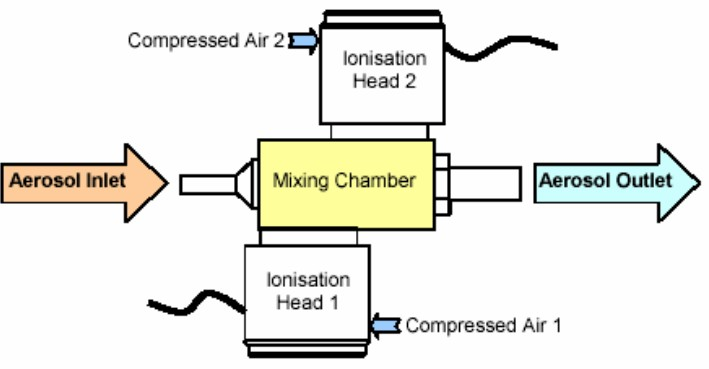 Compressed Air 2
Ionisation
Head 2
Aerosol Inlet
Mixing Chamber
Aerosol Outlet
Ionisation
Head 1
Compressed Air 1